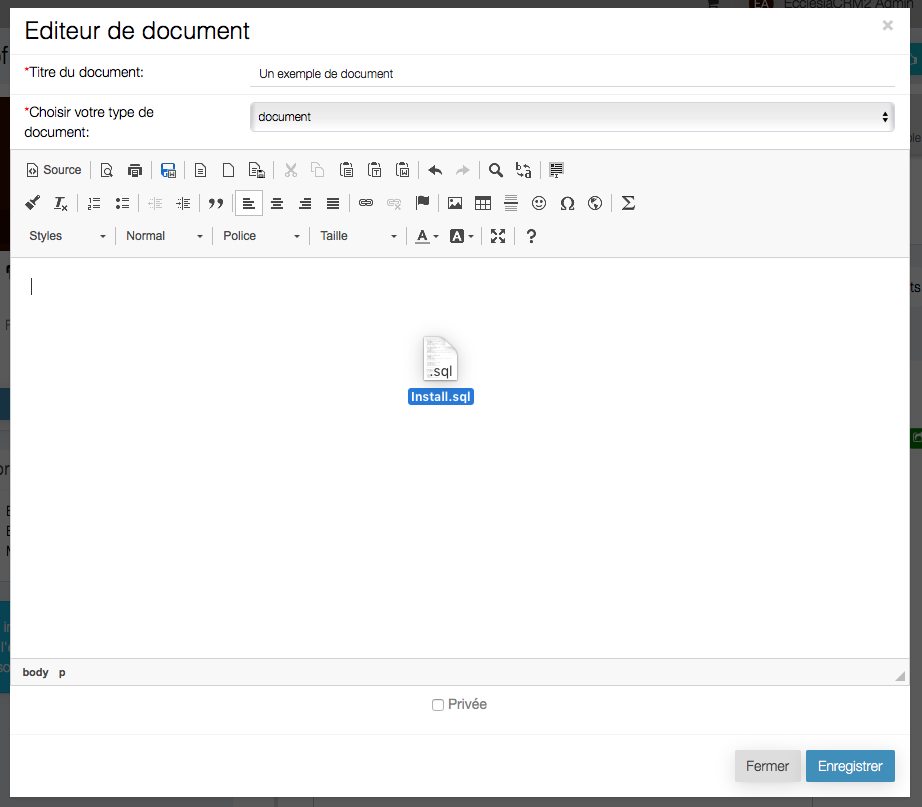 EcclesiaCRM2 Admin
Editeur de document
×
*Titre du document:
Un exemple de document
*Choisir votre type de
document:
document
Source
Styles Normal Police Taille A A ?
.sql
Install.sql
body p
Privée
Fermer Enregistrer